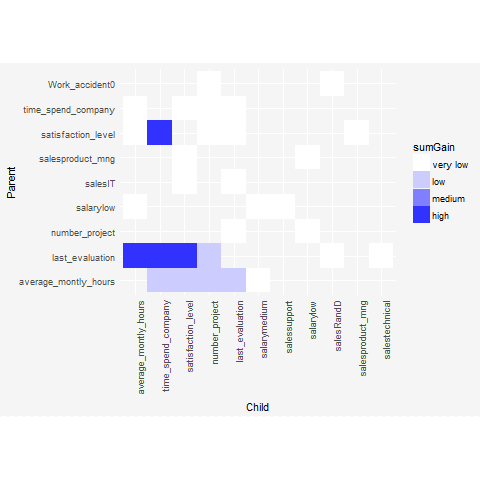 Work_accident0
time_spend_company
satisfaction_level
salesproduct_mng
salesIT
salarylow
number_project
last_evaluation
average_montly_hours
Parent
average_montly_hours
time_spend_company
satisfaction_level
number_project
last_evaluation
salarymedium
salessupport
salarylow
salesRandD
salesproduct_mng
salestechnical
Child
sumGain
very low
low
medium
high